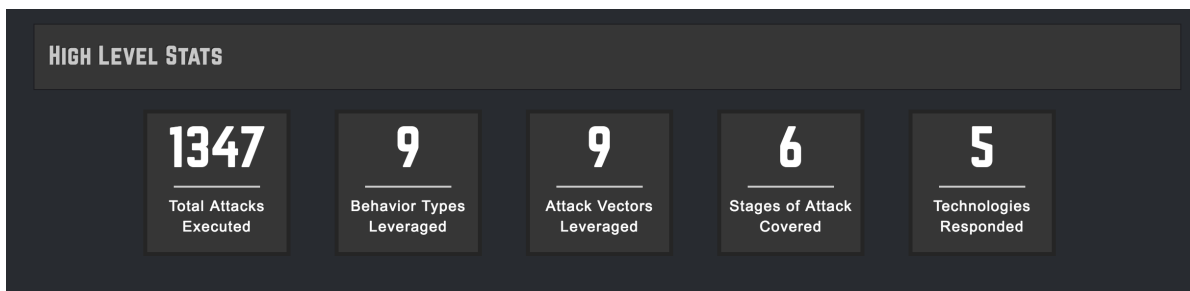 High Level Stats
1347
Total Attacks
Executed
9
Behavior Types
Leveraged
9
Attack Vectors
Leveraged
6
Stages of Attack
Covered
5
Technologies
Responded